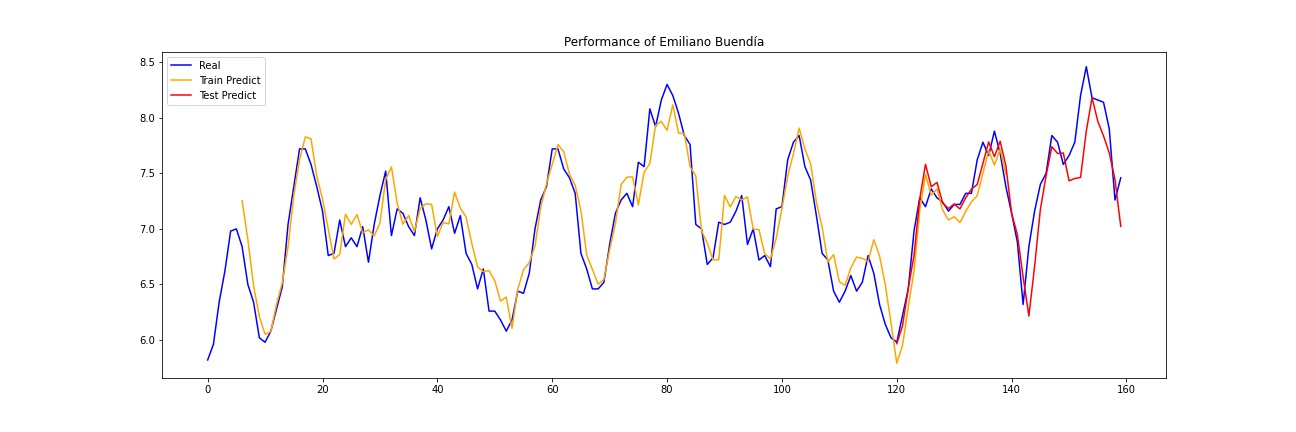 Performance of Emiliano Buendía
Real
Train Predict
Test Predict
8.5
8.0
7.5
7.0
6.5
6.0
0 20 40 60 80 100 120 140 160